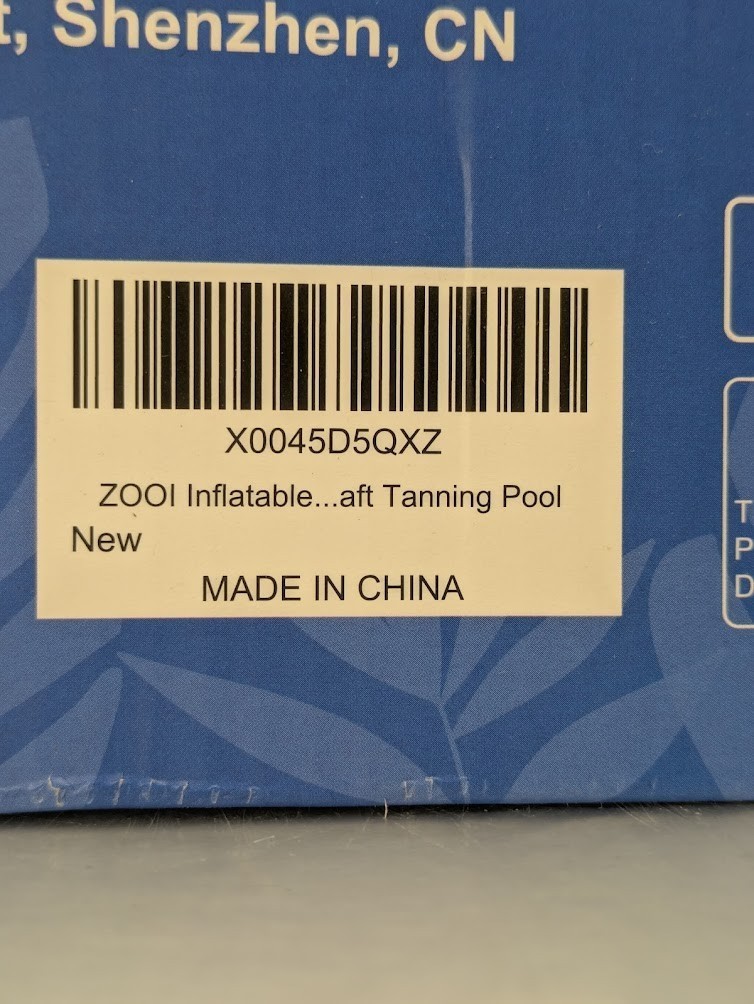 t, Shenzhen, CN
X0045D5QXZ
ZOOI Inflatable...aft Tanning Pool
New
MADE IN CHINA
T
P
D